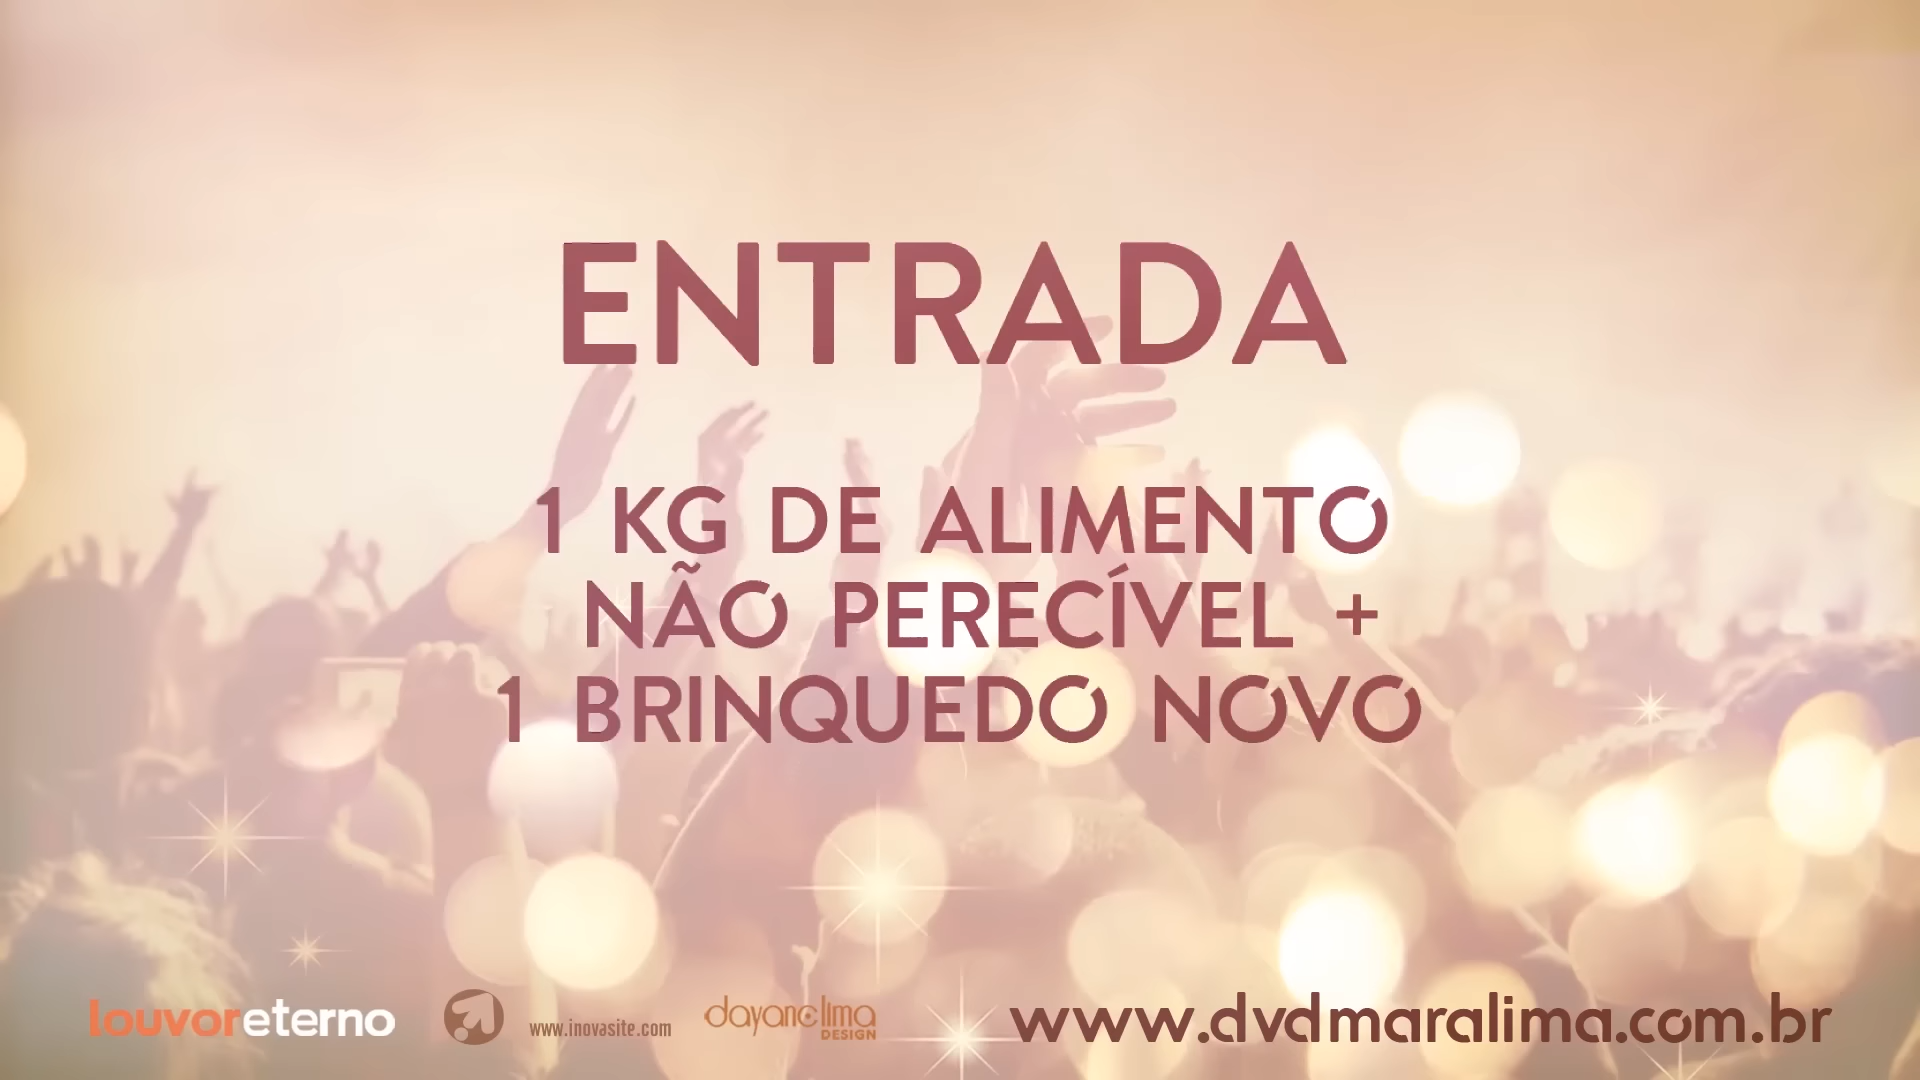 ENTRADA
1 KG DE ALIMENTO
NÃO PERECÍVEL +
1 BRINQUEDO NOVO
louvoreterno
www.inovasite.com
dayanelima
DESIGN
www.dvdmaralima.com.br